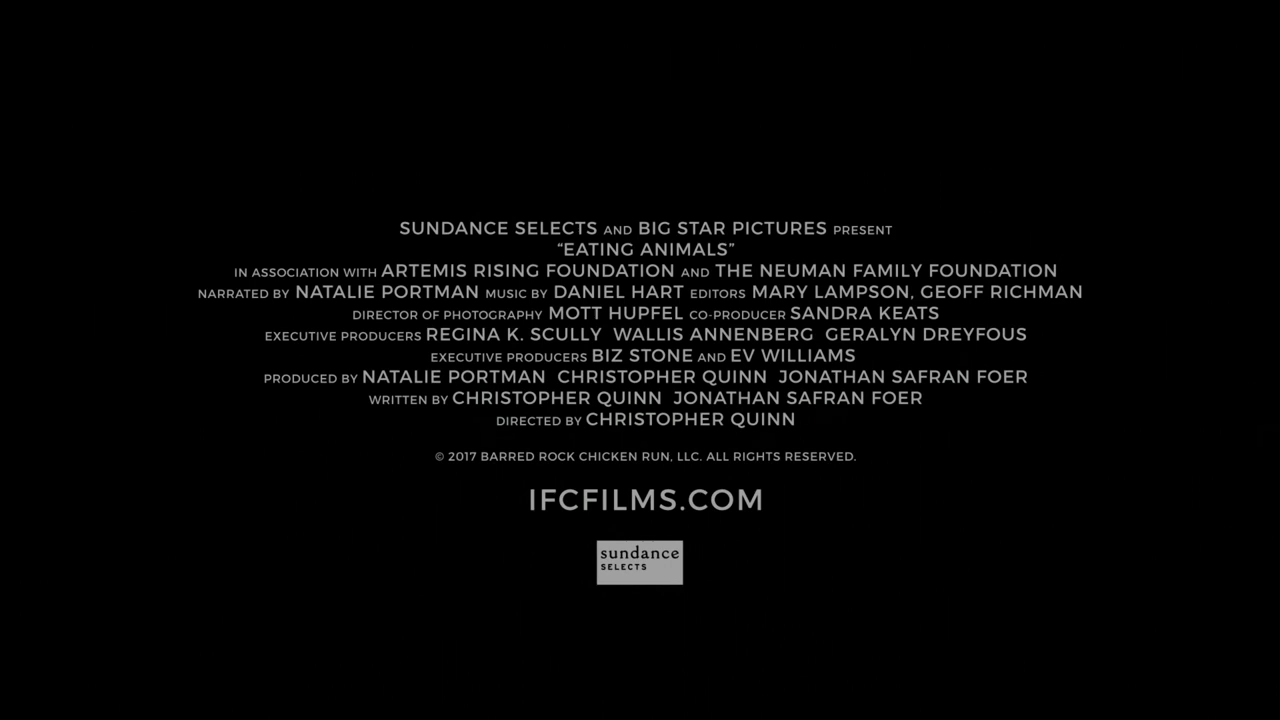 SUNDANCE SELECTS AND BIG STAR PICTURES PRESENT
“EATING ANIMALS”
IN ASSOCIATION WITH ARTEMIS RISING FOUNDATION AND THE NEUMAN FAMILY FOUNDATION
NARRATED BY NATALIE PORTMAN MUSIC BY DANIEL HART EDITORS MARY LAMPSON, GEOFF RICHMAN
DIRECTOR OF PHOTOGRAPHY MOTT HUPFEL CO-PRODUCER SANDRA KEATS
EXECUTIVE PRODUCERS REGINA K. SCULLY WALLIS ANNENBERG GERALYN DREYFOUS
EXECUTIVE PRODUCERS BIZ STONE AND EV WILLIAMS
PRODUCED BY NATALIE PORTMAN CHRISTOPHER QUINN JONATHAN SAFRAN FOER
WRITTEN BY CHRISTOPHER QUINN JONATHAN SAFRAN FOER
DIRECTED BY CHRISTOPHER QUINN
© 2017 BARRED ROCK CHICKEN RUN, LLC. ALL RIGHTS RESERVED.
IFCFILMS.COM
sundance
SELECTS